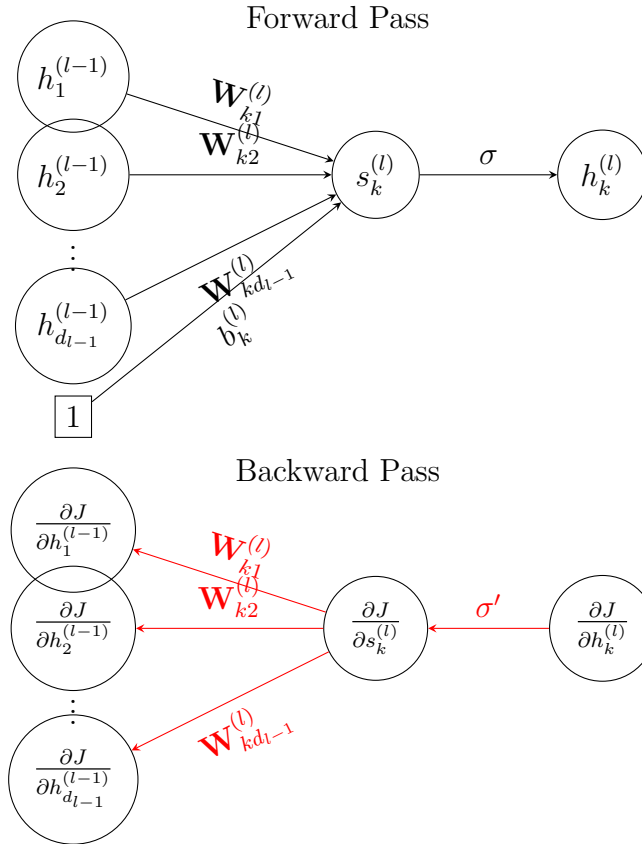 Forward Pass
h_1^{(l-1)}
W_{k1}^{(l)}
h_2^{(l-1)}
W_{k2}^{(l)}
s_k^{(l)}
σ
h_k^{(l)}
⋮
h_{d_{l-1}}^{(l-1)}
W_{kd_{l-1}}^{(l)}
b_k^{(l)}
1
Backward Pass
∂J/∂h_1^{(l-1)}
W_{k1}^{(l)}
∂J/∂h_2^{(l-1)}
W_{k2}^{(l)}
∂J/∂s_k^{(l)}
σ′
∂J/∂h_k^{(l)}
⋮
∂J/∂h_{d_{l-1}}^{(l-1)}
W_{kd_{l-1}}^{(l)}